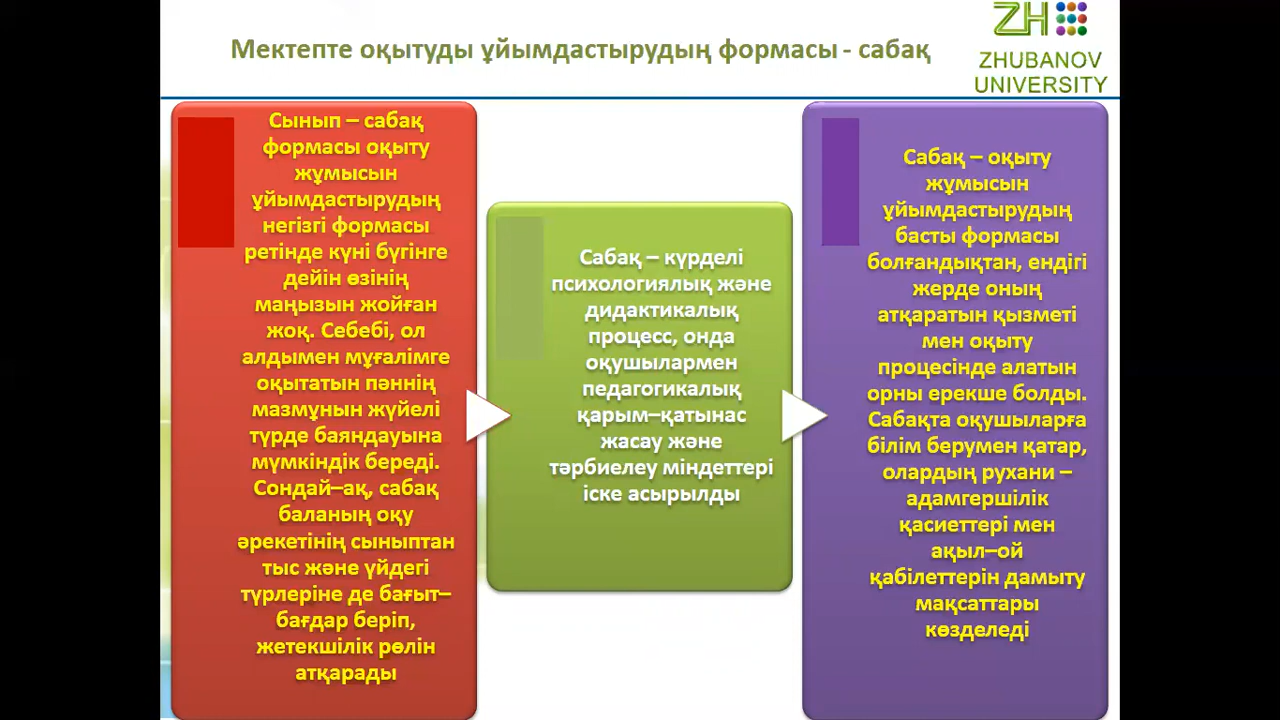 Мектепте оқытуды ұйымдастырудың формасы - сабақ
ZH
ZHUBANOV
UNIVERSITY
Сынып – сабақ
формасы оқыту
жұмысын
ұйымдастырудың
негізгі формасы
ретінде күні бүгінге
дейін өзінің
маңызын жойған
жоқ. Себебі, ол
алдымен мұғалімге
оқытатын пәннің
мазмұнын жүйелі
түрде баяндауына
мүмкіндік береді.
Сондай–ақ, сабақ
баланың оқу
әрекетінің сыныптан
тыс және үйдегі
түрлеріне де бағыт–
бағдар беріп,
жетекшілік рөлін
атқарады
Сабақ – күрделі
психологиялық және
дидактикалық
процесс, онда
оқушылармен
педагогикалық
қарым–қатынас
жасау және
тәрбиелеу міндеттері
іске асырылды
Сабақ – оқыту
жұмысын
ұйымдастырудың
басты формасы
болғандықтан, ендігі
жерде оның
атқаратын қызметі
мен оқыту
процесінде алатын
орны ерекше болды.
Сабақта оқушыларға
білім берумен қатар,
олардың рухани –
адамгершілік
қасиеттері мен
ақыл–ой
қабілеттерін дамыту
мақсаттары
көзделеді